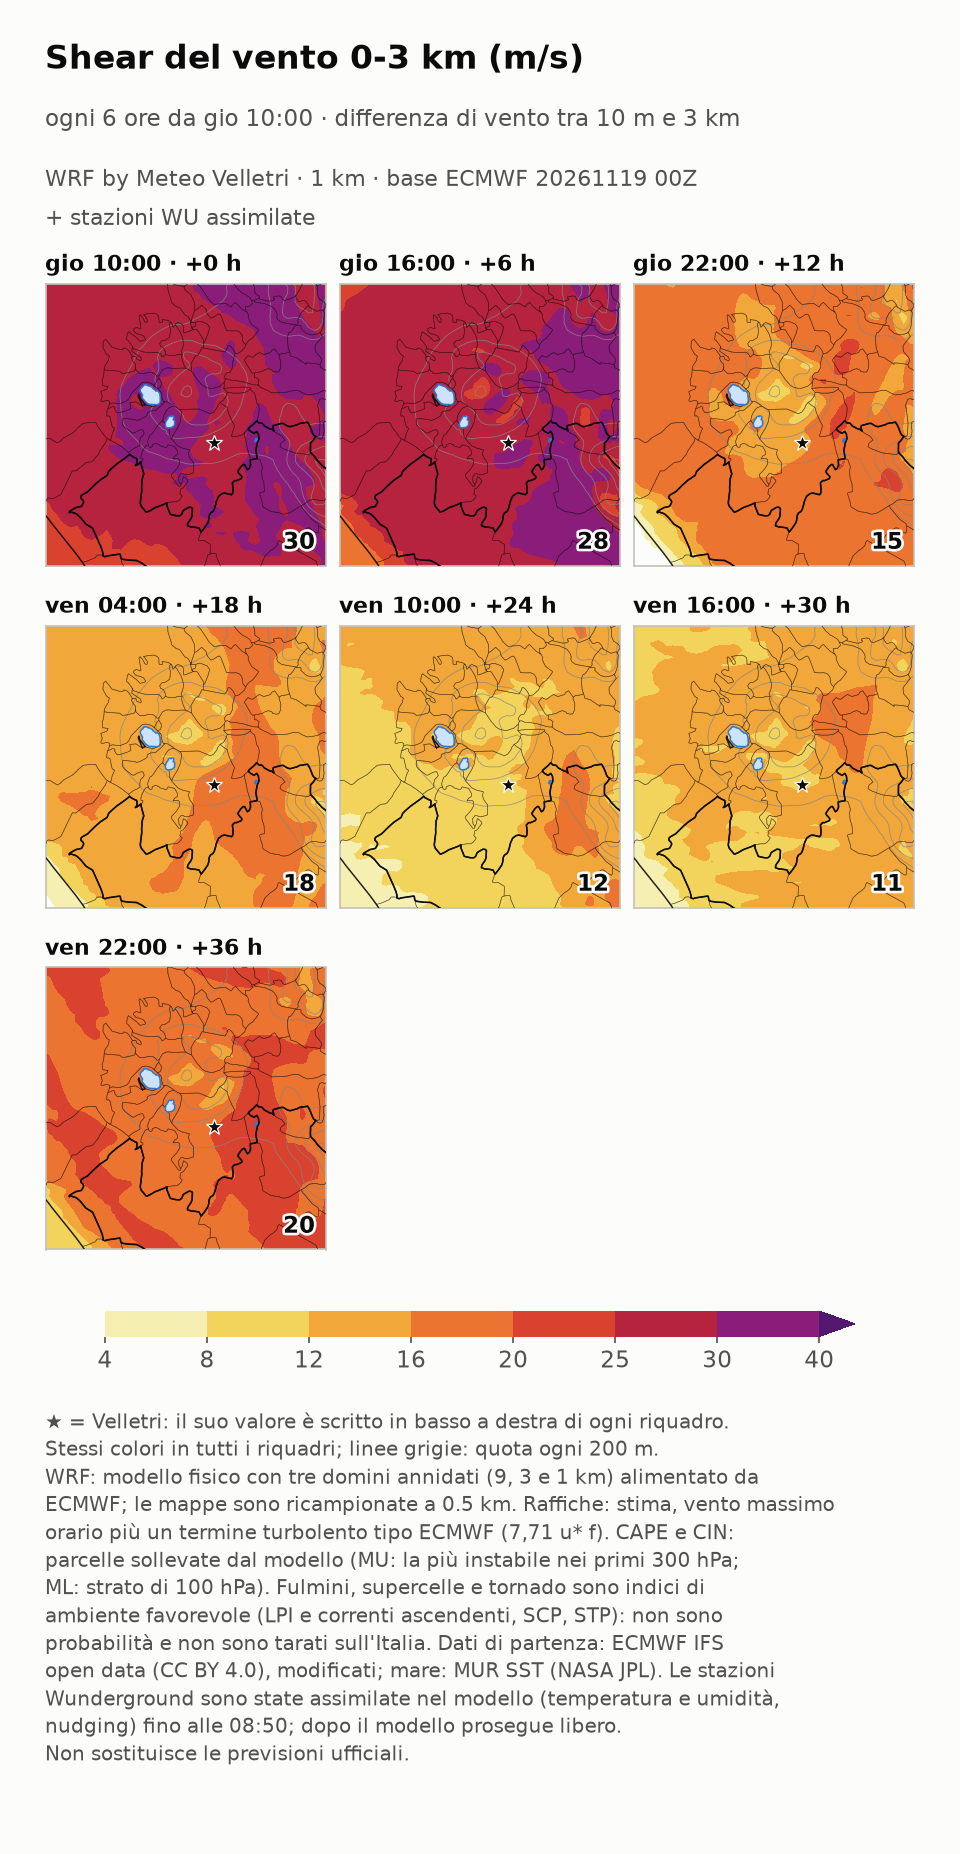 Shear del vento 0-3 km (m/s)
ogni 6 ore da gio 10:00 · differenza di vento tra 10 m e 3 km
WRF by Meteo Velletri · 1 km · base ECMWF 20261119 00Z
+ stazioni WU assimilate
gio 10:00 · +0 h
gio 16:00 · +6 h
gio 22:00 · +12 h
30
28
15
ven 04:00 · +18 h
ven 10:00 · +24 h
ven 16:00 · +30 h
18
12
11
ven 22:00 · +36 h
20
4 8 12 16 20 25 30 40
★ = Velletri: il suo valore è scritto in basso a destra di ogni riquadro.
Stessi colori in tutti i riquadri; linee grigie: quota ogni 200 m.
WRF: modello fisico con tre domini annidati (9, 3 e 1 km) alimentato da
ECMWF; le mappe sono ricampionate a 0.5 km. Raffiche: stima, vento massimo
orario più un termine turbolento tipo ECMWF (7,71 u* f). CAPE e CIN:
parcelle sollevate dal modello (MU: la più instabile nei primi 300 hPa;
ML: strato di 100 hPa). Fulmini, supercelle e tornado sono indici di
ambiente favorevole (LPI e correnti ascendenti, SCP, STP): non sono
probabilità e non sono tarati sull'Italia. Dati di partenza: ECMWF IFS
open data (CC BY 4.0), modificati; mare: MUR SST (NASA JPL). Le stazioni
Wunderground sono state assimilate nel modello (temperatura e umidità,
nudging) fino alle 08:50; dopo il modello prosegue libero.
Non sostituisce le previsioni ufficiali.